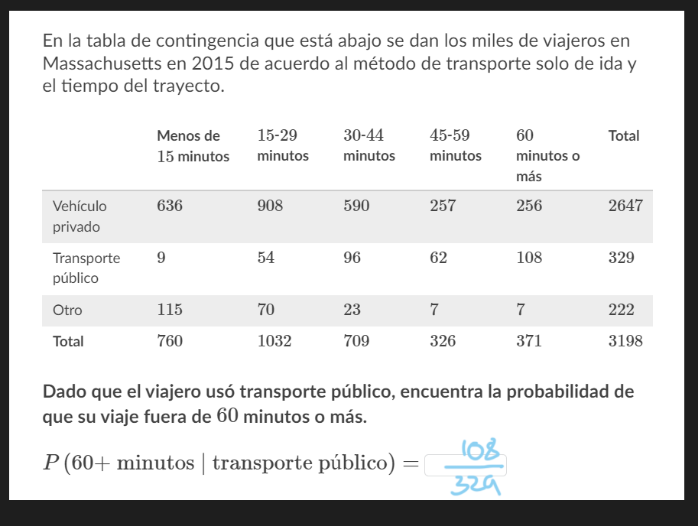 En la tabla de contingencia que está abajo se dan los miles de viajeros en
Massachusetts en 2015 de acuerdo al método de transporte solo de ida y
el tiempo del trayecto.
Menos de 15 minutos 15-29 minutos 30-44 minutos 45-59 minutos 60 minutos o más Total
Vehículo privado 636 908 590 257 256 2647
Transporte público 9 54 96 62 108 329
Otro 115 70 23 7 7 222
Total 760 1032 709 326 371 3198
Dado que el viajero usó transporte público, encuentra la probabilidad de
que su viaje fuera de 60 minutos o más.
P (60+ minutos | transporte público) = 108/329